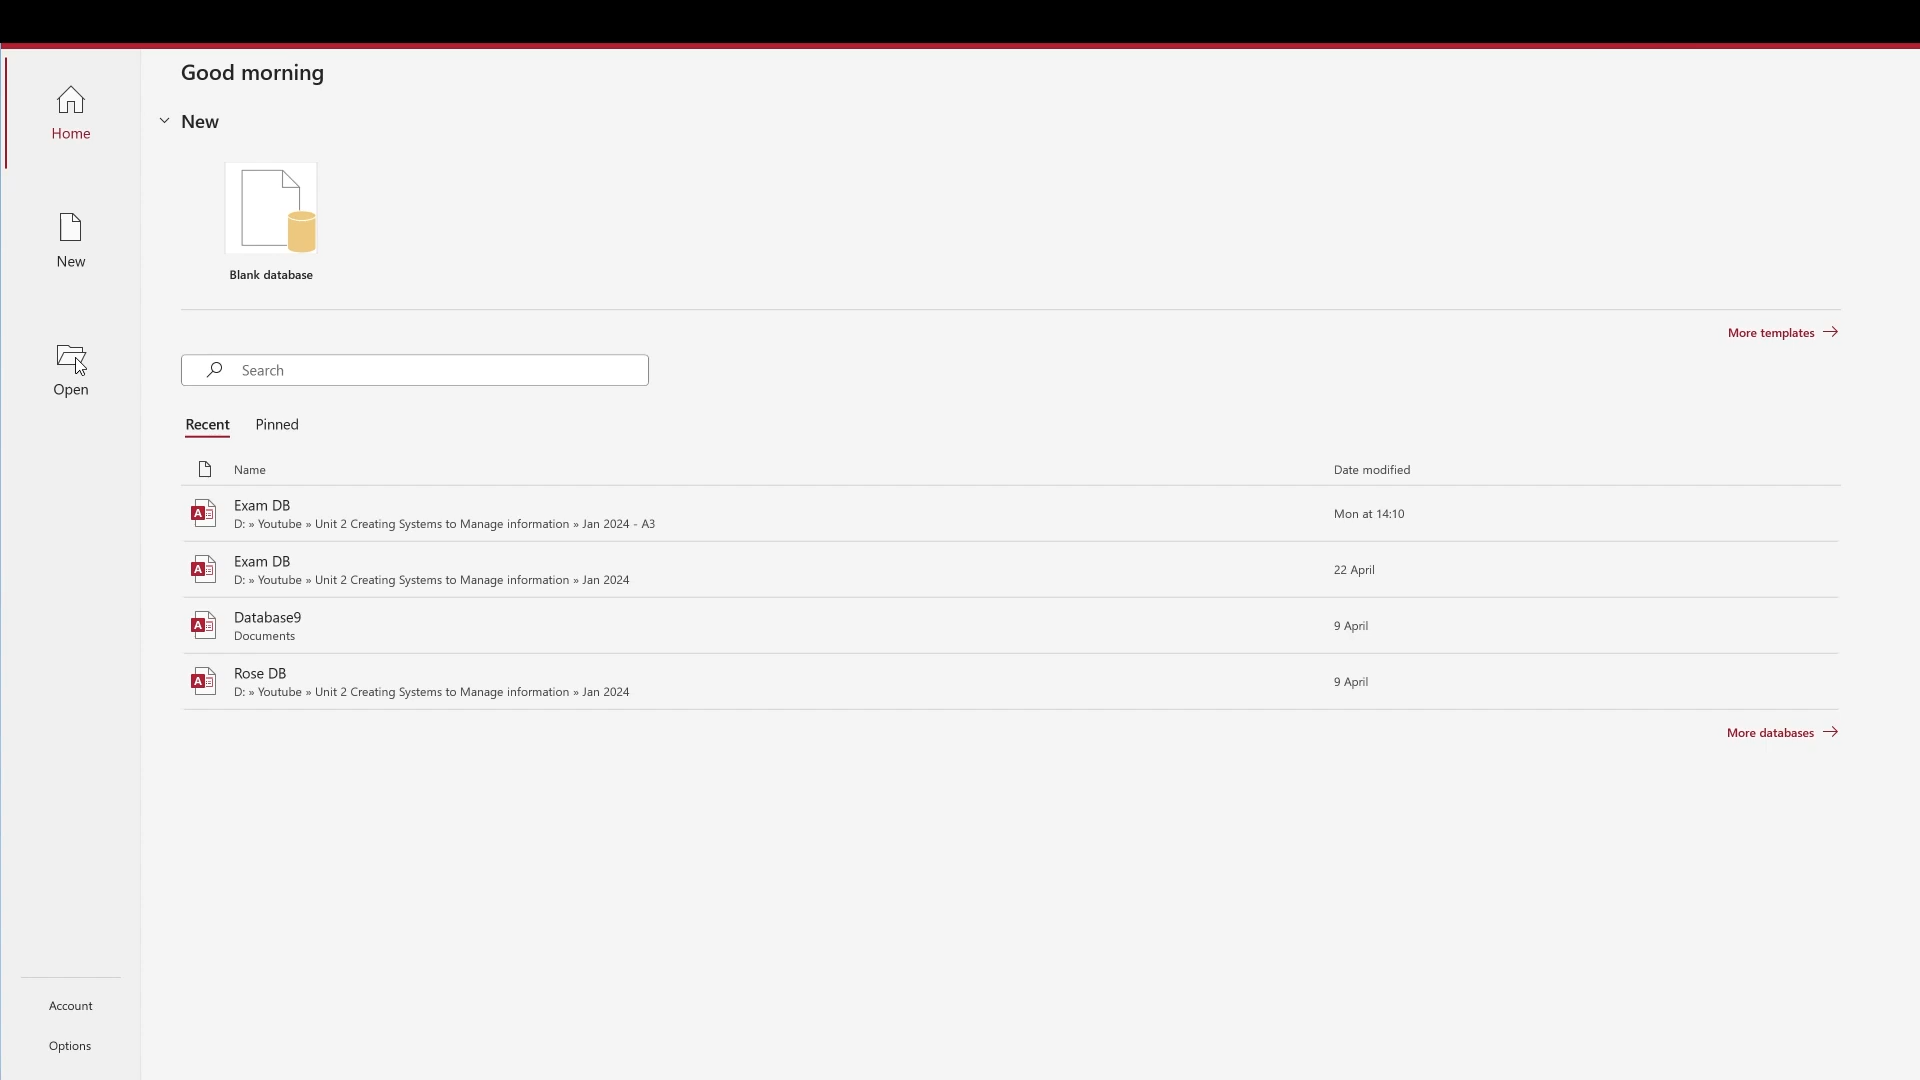 Good morning
Home
New
New
Blank database
Open
More templates
Search
Recent Pinned
Name Date modified
A Exam DB Mon at 14:10
D: » Youtube » Unit 2 Creating Systems to Manage information » Jan 2024 - A3
A Exam DB 22 April
D: » Youtube » Unit 2 Creating Systems to Manage information » Jan 2024
A Database9 9 April
Documents
A Rose DB 9 April
D: » Youtube » Unit 2 Creating Systems to Manage information » Jan 2024
More databases
Account
Options